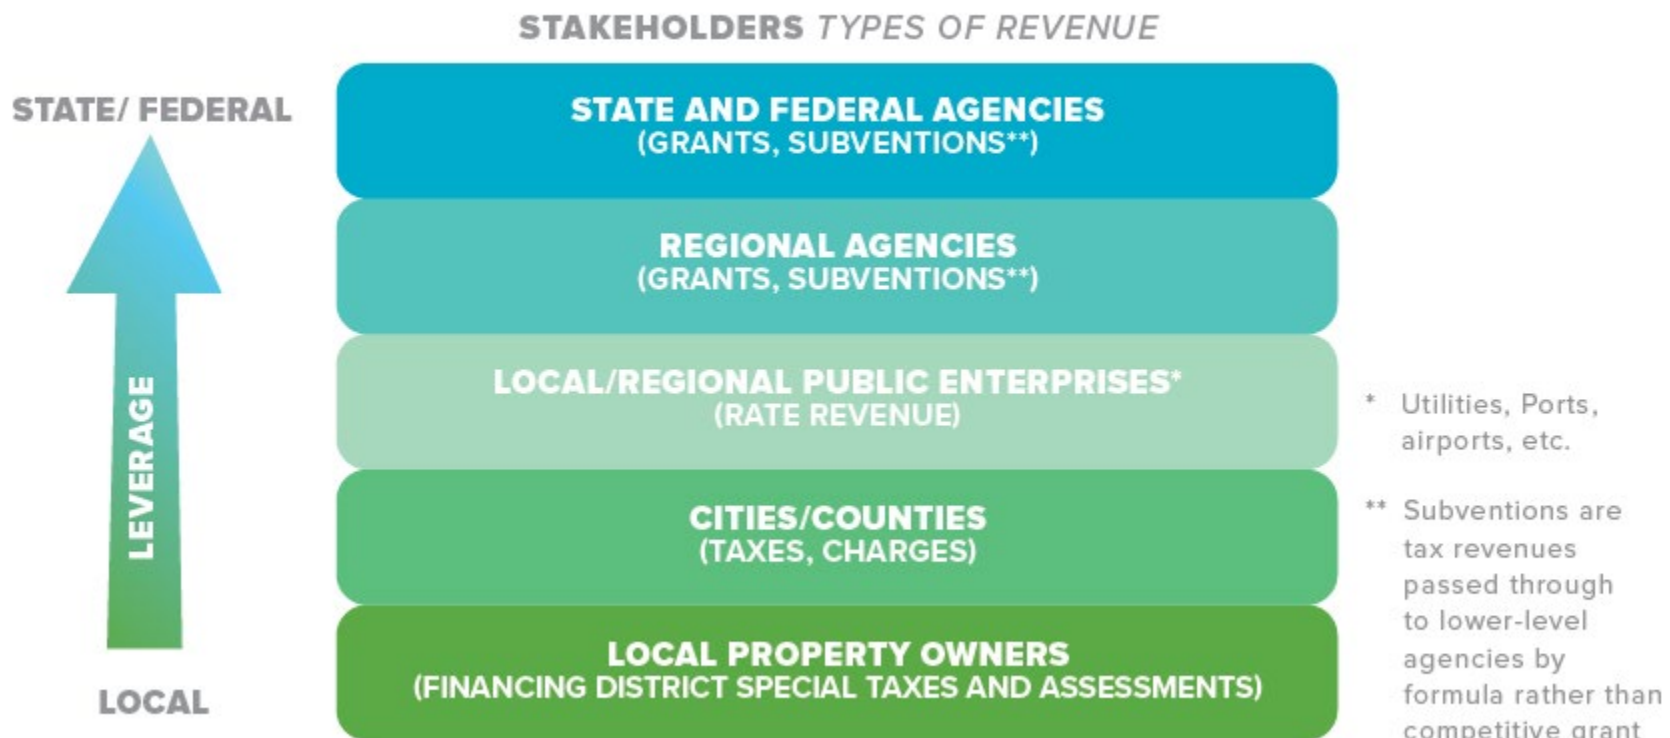 STAKEHOLDERS TYPES OF REVENUE
STATE/ FEDERAL
LEVERAGE
LOCAL
STATE AND FEDERAL AGENCIES
(GRANTS, SUBVENTIONS**)
REGIONAL AGENCIES
(GRANTS, SUBVENTIONS**)
LOCAL/REGIONAL PUBLIC ENTERPRISES*
(RATE REVENUE)
CITIES/COUNTIES
(TAXES, CHARGES)
LOCAL PROPERTY OWNERS
(FINANCING DISTRICT SPECIAL TAXES AND ASSESSMENTS)
* Utilities, Ports,
airports, etc.
** Subventions are
tax revenues
passed through
to lower-level
agencies by
formula rather than
competitive grant